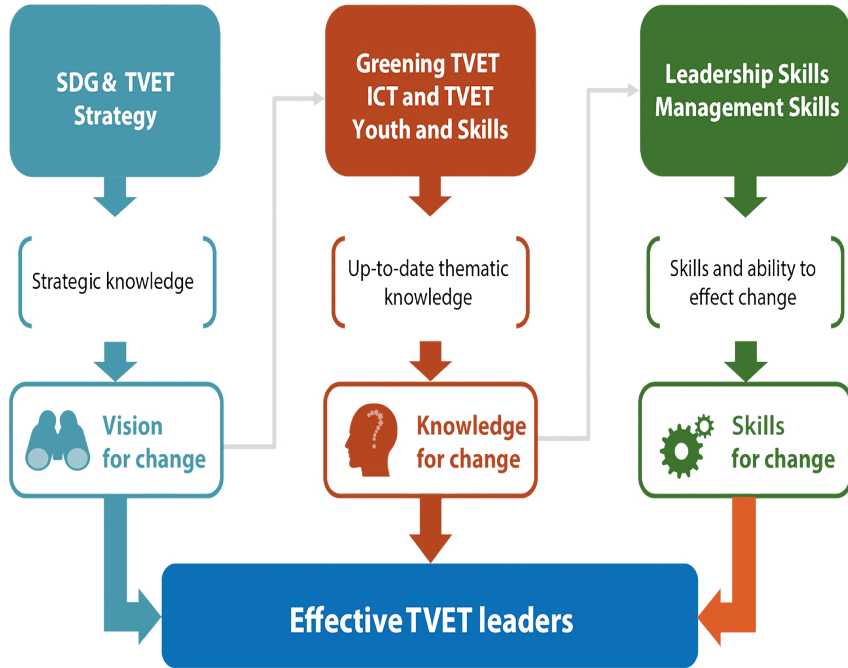 SDG & TVET
Strategy
Greening TVET
ICT and TVET
Youth and Skills
Leadership Skills
Management Skills
Strategic knowledge
Up-to-date thematic
knowledge
Skills and ability to
effect change
Vision
for change
Knowledge
for change
Skills
for change
Effective TVET leaders